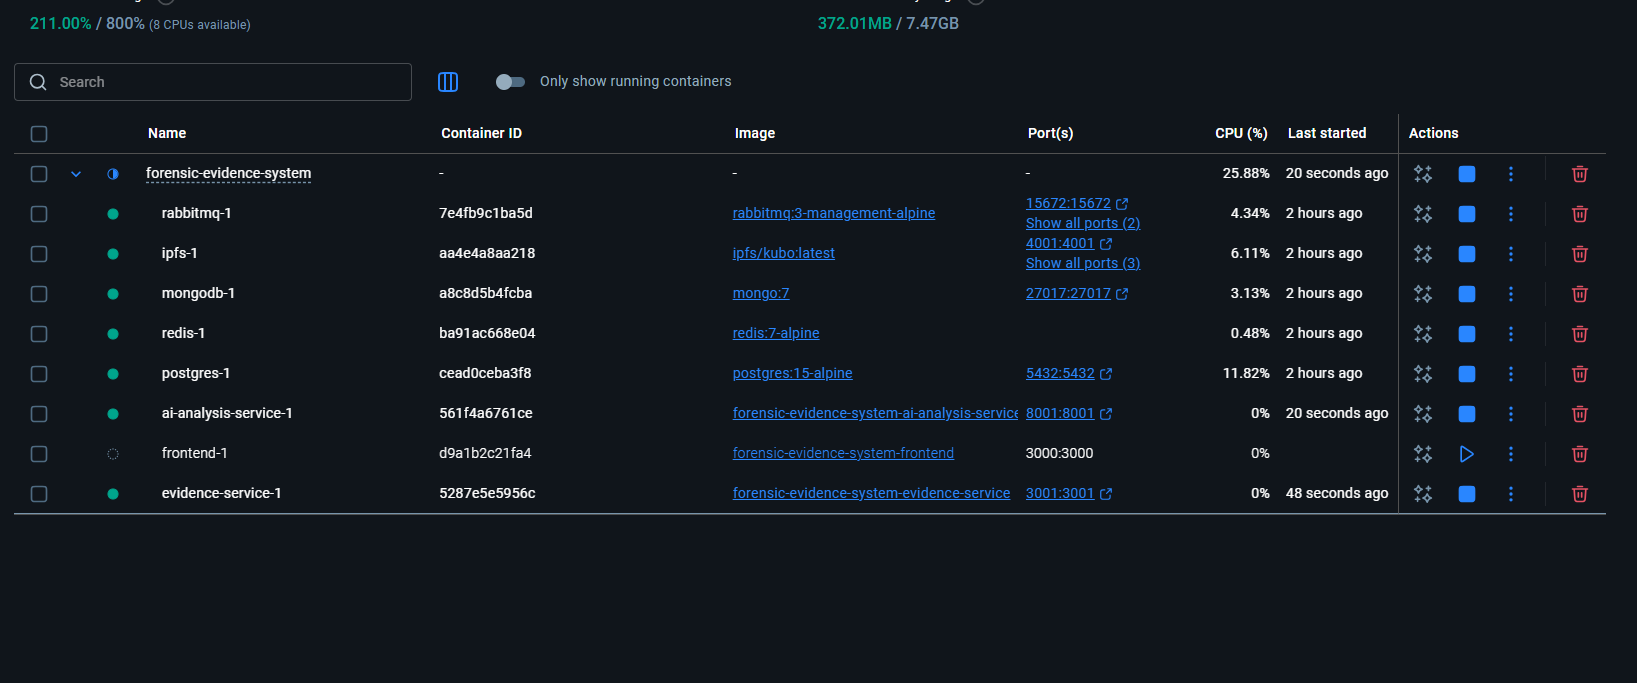 211.00% / 800% (8 CPUs available)
372.01MB / 7.47GB
Search
Only show running containers
Name Container ID Image Port(s) CPU (%) Last started Actions
forensic-evidence-system - - - 25.88% 20 seconds ago
rabbitmq-1 7e4fb9c1ba5d rabbitmq:3-management-alpine 15672:15672 Show all ports (2) 4.34% 2 hours ago
ipfs-1 aa4e4a8aa218 ipfs/kubo:latest 4001:4001 Show all ports (3) 6.11% 2 hours ago
mongodb-1 a8c8d5b4fcba mongo:7 27017:27017 3.13% 2 hours ago
redis-1 ba91ac668e04 redis:7-alpine 0.48% 2 hours ago
postgres-1 cead0ceba3f8 postgres:15-alpine 5432:5432 11.82% 2 hours ago
ai-analysis-service-1 561f4a6761ce forensic-evidence-system-ai-analysis-service 8001:8001 0% 20 seconds ago
frontend-1 d9a1b2c21fa4 forensic-evidence-system-frontend 3000:3000 0%
evidence-service-1 5287e5e5956c forensic-evidence-system-evidence-service 3001:3001 0% 48 seconds ago